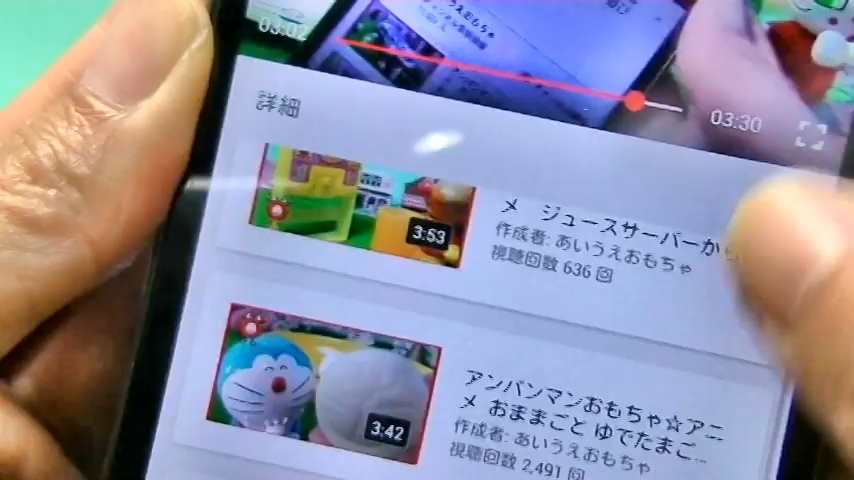 03:02
03:30
詳細
3:53
メ ジュースサーバーか
作成者: あいうえおもちゃ
視聴回数 636 回
3:42
アンパンマンおもちゃ☆アニ
メ おままごと ゆでたまご...
作成者: あいうえおもちゃ
視聴回数 2,491 回